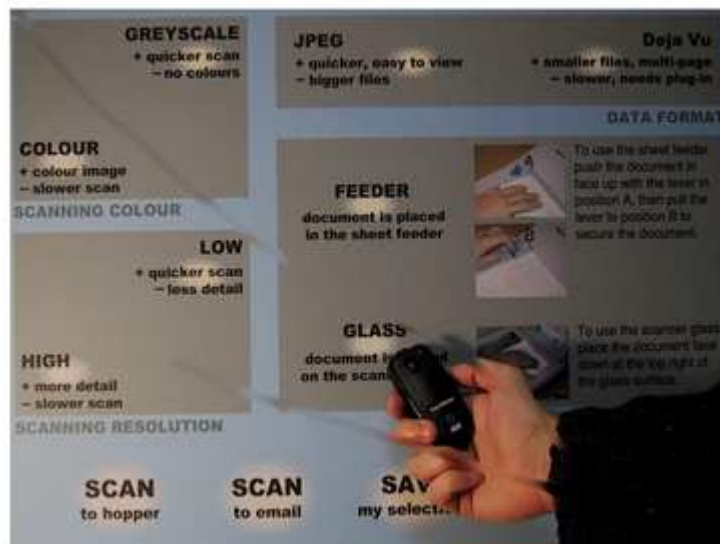 GREYSCALE
+ quicker scan
– no colours
COLOUR
+ colour image
– slower scan
SCANNING COLOUR
JPEG
+ quicker, easy to view
– bigger files
Deja Vu
+ smaller files, multi-page
– slower, needs plug-in
DATA FORMAT
LOW
+ quicker scan
– less detail
HIGH
+ more detail
– slower scan
SCANNING RESOLUTION
FEEDER
document is placed
in the sheet feeder
To use the sheet feeder
push the document in
face up with the lever in
position A, then pull the
lever to position B to
secure the document.
GLASS
document is
on the scan
To use the scanner glass
place the document face
down at the top right of
the glass surface.
SCAN
to hopper
SCAN
to email
SAV
my select